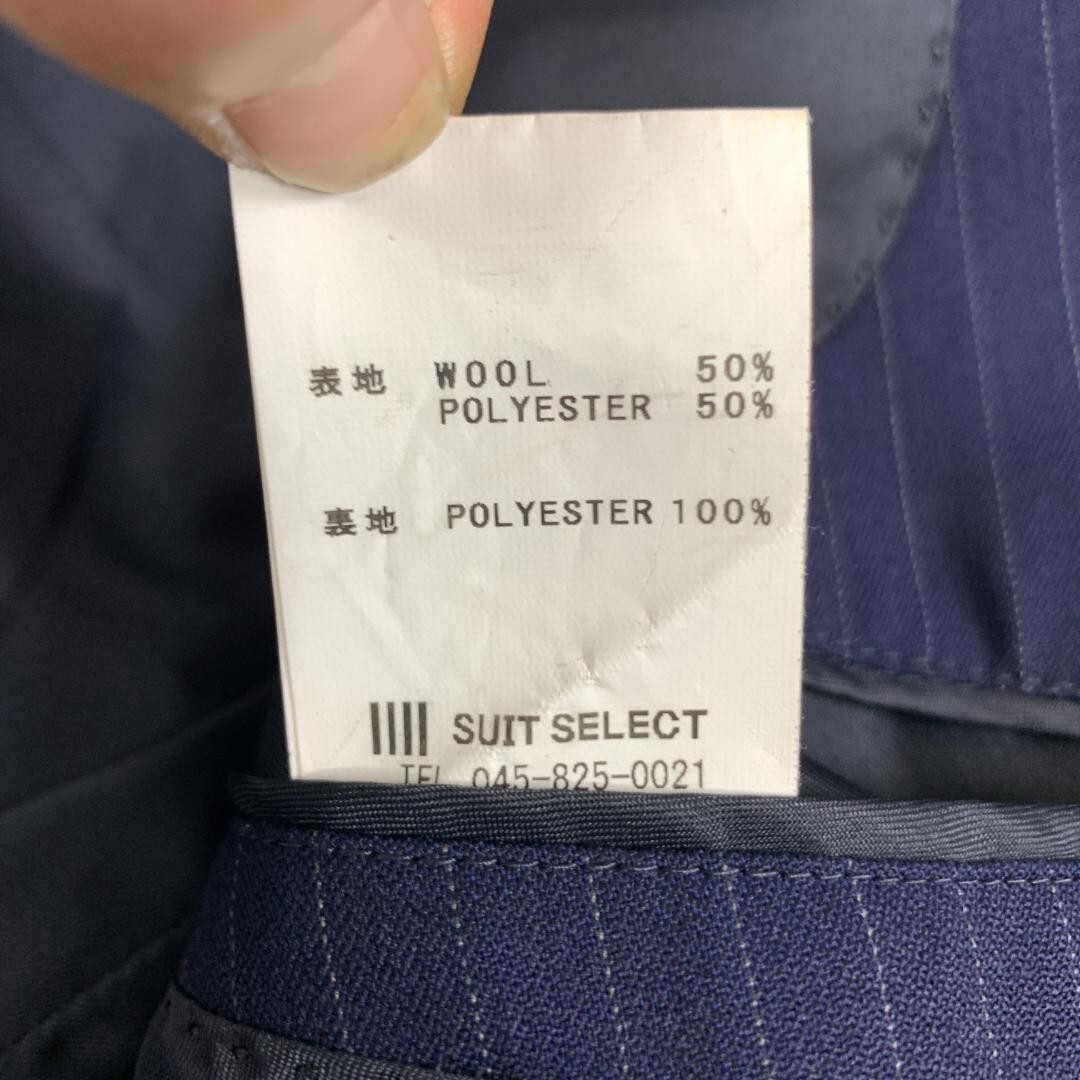 表地 WOOL 50%
POLYESTER 50%
裏地 POLYESTER 100%
SUIT SELECT
TEL 045-825-0021